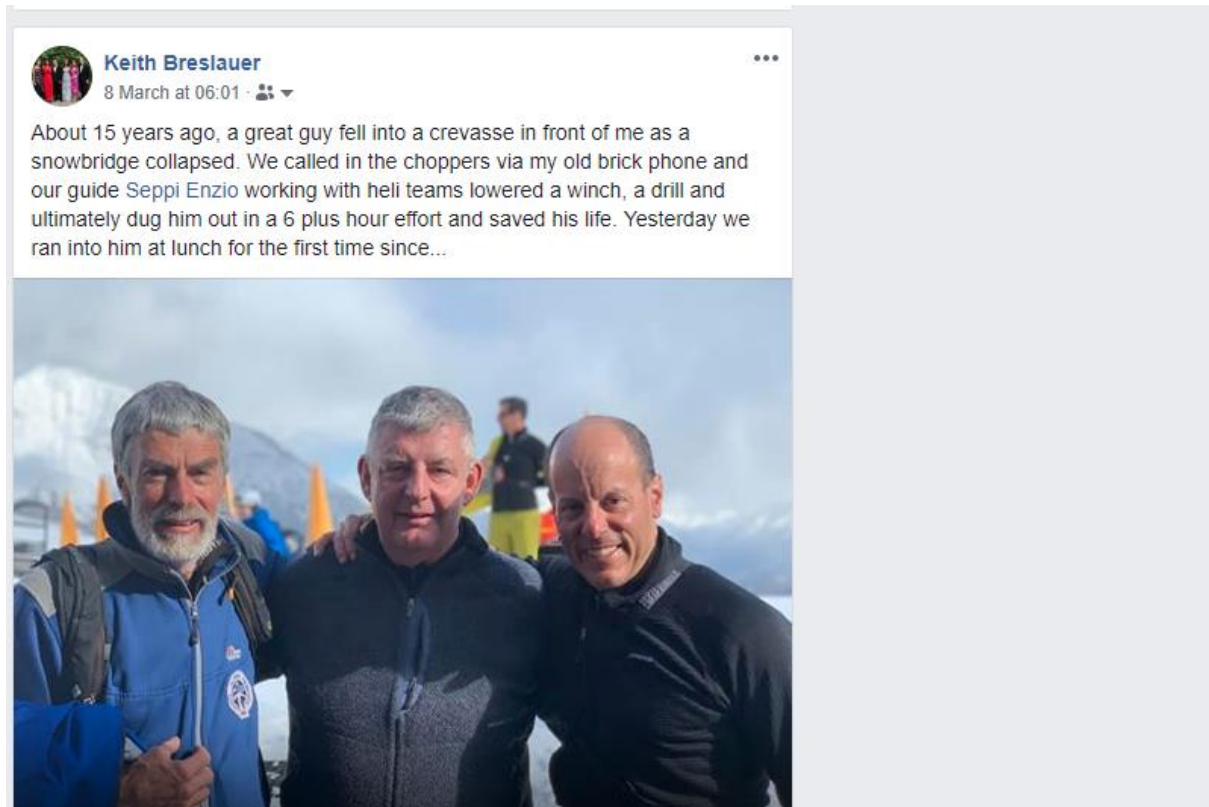 Keith Breslauer
8 March at 06:01 ·
About 15 years ago, a great guy fell into a crevasse in front of me as a
snowbridge collapsed. We called in the choppers via my old brick phone and
our guide Seppi Enzio working with heli teams lowered a winch, a drill and
ultimately dug him out in a 6 plus hour effort and saved his life. Yesterday we
ran into him at lunch for the first time since...